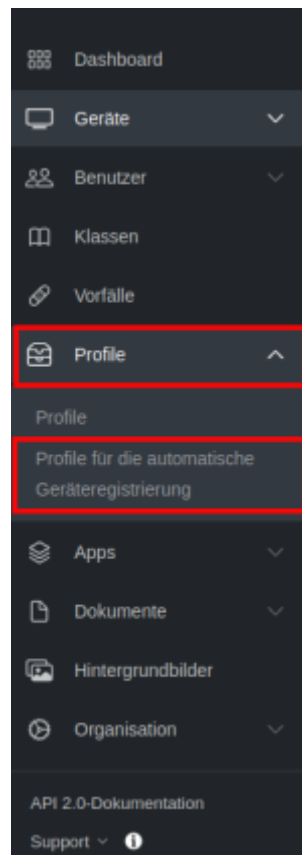 Dashboard
Geräte
Benutzer
Klassen
Vorfälle
Profile
Profile
Profile für die automatische
Geräteregistrierung
Apps
Dokumente
Hintergrundbilder
Organisation
API 2.0-Dokumentation
Support